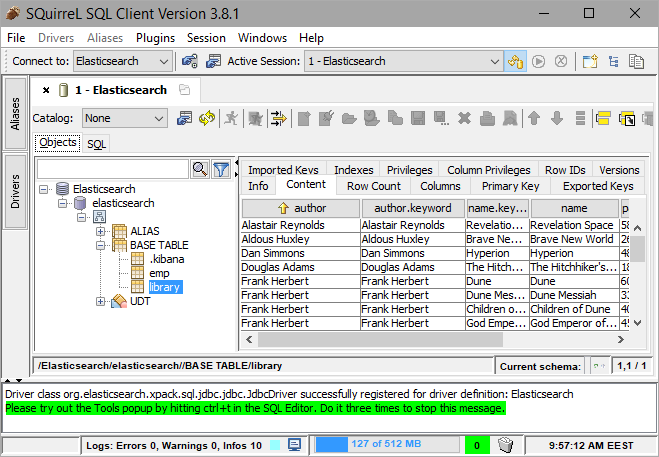 SQuirreL SQL Client Version 3.8.1
File Drivers Aliases Plugins Session Windows Help
Connect to: Elasticsearch Active Session: 1 - Elasticsearch
Aliases
Drivers
1 - Elasticsearch
Catalog: None
Objects SQL
Elasticsearch
elasticsearch
ALIAS
BASE TABLE
.kibana
emp
library
UDT
Imported Keys Indexes Privileges Column Privileges Row IDs Versions
Info Content Row Count Columns Primary Key Exported Keys
author author.keyword name.key... name p
Alastair Reynolds Alastair Reynolds Revelatio... Revelation Space 58
Aldous Huxley Aldous Huxley Brave Ne... Brave New World 26
Dan Simmons Dan Simmons Hyperion Hyperion 48
Douglas Adams Douglas Adams The Hitch... The Hitchhiker's... 18
Frank Herbert Frank Herbert Dune Dune 60
Frank Herbert Frank Herbert Dune Mes... Dune Messiah 33
Frank Herbert Frank Herbert Children o... Children of Dune 40
Frank Herbert Frank Herbert God Empe... God Emperor of... 45
/Elasticsearch/elasticsearch//BASE TABLE/library Current schema: 1,1 / 1
Driver class org.elasticsearch.xpack.sql.jdbc.jdbc.JdbcDriver successfully registered for driver definition: Elasticsearch
Please try out the Tools popup by hitting ctrl+t in the SQL Editor. Do it three times to stop this message.
Logs: Errors 0, Warnings 0, Infos 10 127 of 512 MB 0 9:57:12 AM EEST